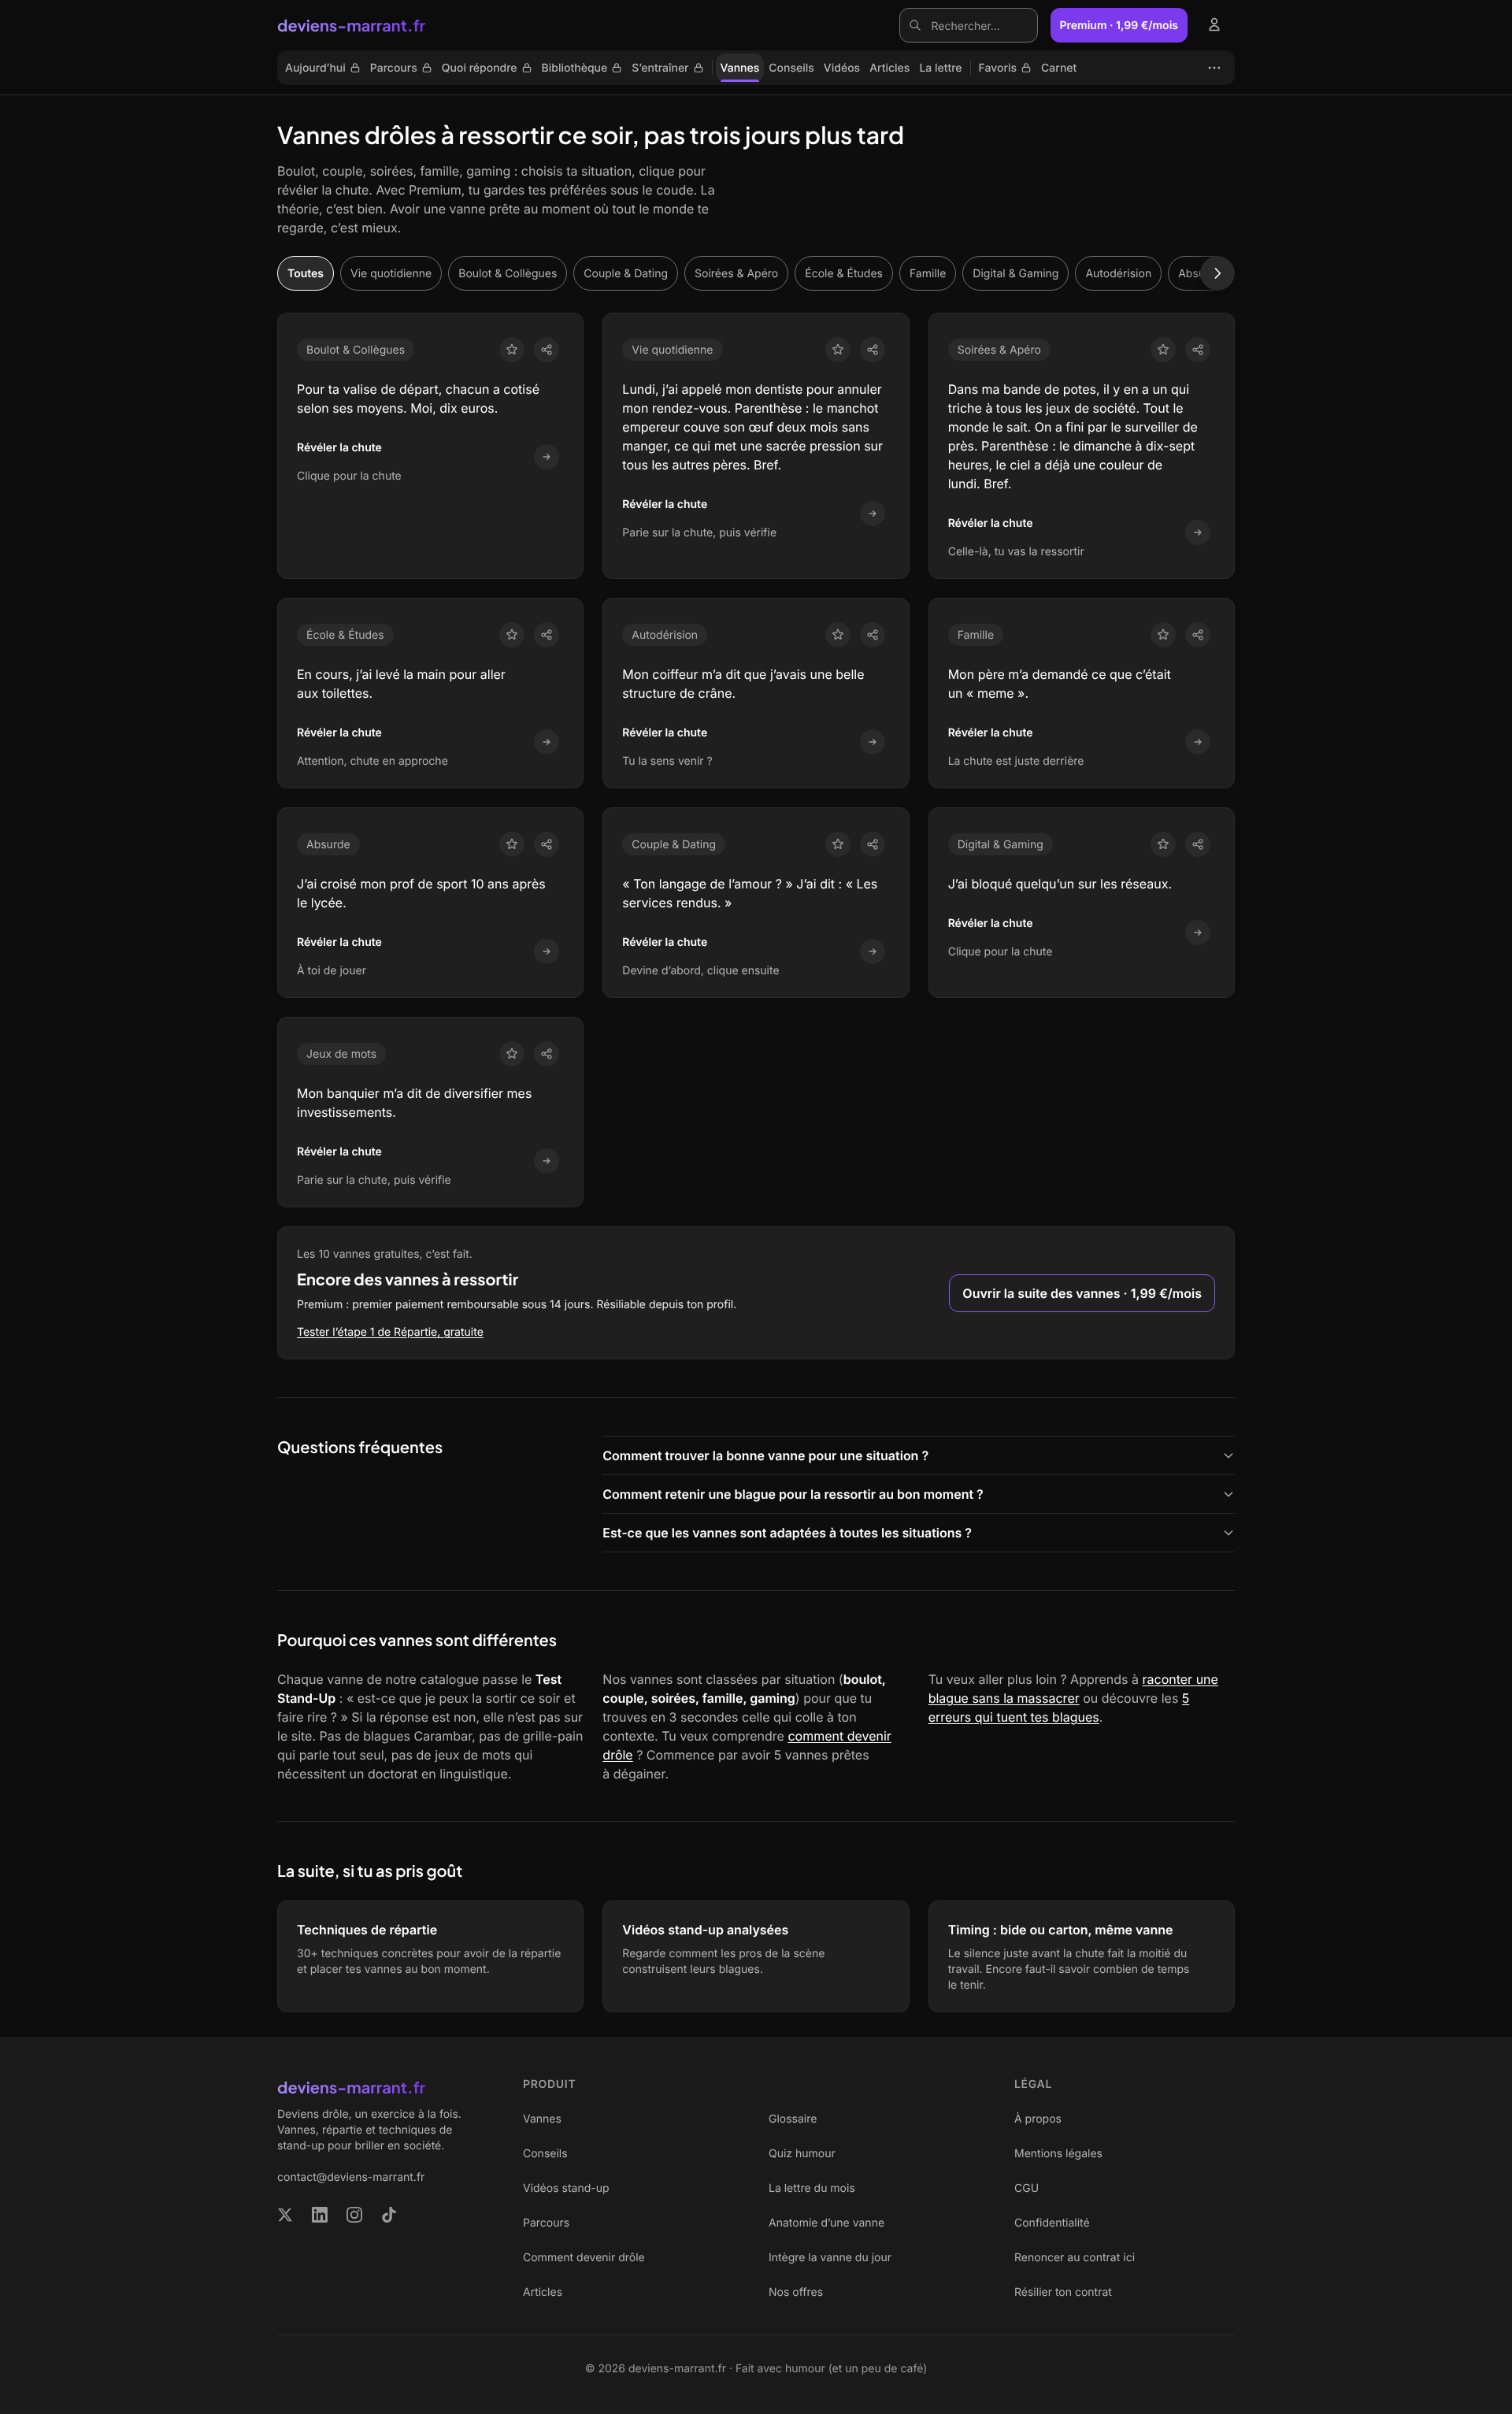 deviens-marrant.fr
Rechercher...
Premium · 1,99 €/mois
Aujourd’hui
Parcours
Quoi répondre
Bibliothèque
S’entraîner
Vannes
Conseils
Vidéos
Articles
La lettre
Favoris
Carnet
Vannes drôles à ressortir ce soir, pas trois jours plus tard
Boulot, couple, soirées, famille, gaming : choisis ta situation, clique pour
révéler la chute. Avec Premium, tu gardes tes préférées sous le coude. La
théorie, c’est bien. Avoir une vanne prête au moment où tout le monde te
regarde, c’est mieux.
Toutes
Vie quotidienne
Boulot & Collègues
Couple & Dating
Soirées & Apéro
École & Études
Famille
Digital & Gaming
Autodérision
Boulot & Collègues
Pour ta valise de départ, chacun a cotisé
selon ses moyens. Moi, dix euros.
Révéler la chute
Clique pour la chute
Vie quotidienne
Lundi, j’ai appelé mon dentiste pour annuler
mon rendez-vous. Parenthèse : le manchot
empereur couve son œuf deux mois sans
manger, ce qui met une sacrée pression sur
tous les autres pères. Bref.
Révéler la chute
Parie sur la chute, puis vérifie
Soirées & Apéro
Dans ma bande de potes, il y en a un qui
triche à tous les jeux de société. Tout le
monde le sait. On a fini par le surveiller de
près. Parenthèse : le dimanche à dix-sept
heures, le ciel a déjà une couleur de
lundi. Bref.
Révéler la chute
Celle-là, tu vas la ressortir
École & Études
En cours, j’ai levé la main pour aller
aux toilettes.
Révéler la chute
Attention, chute en approche
Autodérision
Mon coiffeur m’a dit que j’avais une belle
structure de crâne.
Révéler la chute
Tu la sens venir ?
Famille
Mon père m’a demandé ce que c’était
un « meme ».
Révéler la chute
La chute est juste derrière
Absurde
J’ai croisé mon prof de sport 10 ans après
le lycée.
Révéler la chute
À toi de jouer
Couple & Dating
« Ton langage de l’amour ? » J’ai dit : « Les
services rendus. »
Révéler la chute
Devine d’abord, clique ensuite
Digital & Gaming
J’ai bloqué quelqu’un sur les réseaux.
Révéler la chute
Clique pour la chute
Jeux de mots
Mon banquier m’a dit de diversifier mes
investissements.
Révéler la chute
Parie sur la chute, puis vérifie
Les 10 vannes gratuites, c’est fait.
Encore des vannes à ressortir
Premium : premier paiement remboursable sous 14 jours. Résiliable depuis ton profil.
Tester l’étape 1 de Répartie, gratuite
Ouvrir la suite des vannes · 1,99 €/mois
Questions fréquentes
Comment trouver la bonne vanne pour une situation ?
Comment retenir une blague pour la ressortir au bon moment ?
Est-ce que les vannes sont adaptées à toutes les situations ?
Pourquoi ces vannes sont différentes
Chaque vanne de notre catalogue passe le Test
Stand-Up : « est-ce que je peux la sortir ce soir et
faire rire ? » Si la réponse est non, elle n’est pas sur
le site. Pas de blagues Carambar, pas de grille-pain
qui parle tout seul, pas de jeux de mots qui
nécessitent un doctorat en linguistique.
Nos vannes sont classées par situation (boulot,
couple, soirées, famille, gaming) pour que tu
trouves en 3 secondes celle qui colle à ton
contexte. Tu veux comprendre comment devenir
drôle ? Commence par avoir 5 vannes prêtes
à dégainer.
Tu veux aller plus loin ? Apprends à raconter une
blague sans la massacrer ou découvre les 5
erreurs qui tuent tes blagues.
La suite, si tu as pris goût
Techniques de répartie
30+ techniques concrètes pour avoir de la répartie
et placer tes vannes au bon moment.
Vidéos stand-up analysées
Regarde comment les pros de la scène
construisent leurs blagues.
Timing : bide ou carton, même vanne
Le silence juste avant la chute fait la moitié du
travail. Encore faut-il savoir combien de temps
le tenir.
deviens-marrant.fr
Deviens drôle, un exercice à la fois.
Vannes, répartie et techniques de
stand-up pour briller en société.
contact@deviens-marrant.fr
PRODUIT
Vannes
Conseils
Vidéos stand-up
Parcours
Comment devenir drôle
Articles
Glossaire
Quiz humour
La lettre du mois
Anatomie d’une vanne
Intègre la vanne du jour
Nos offres
LÉGAL
À propos
Mentions légales
CGU
Confidentialité
Renoncer au contrat ici
Résilier ton contrat
© 2026 deviens-marrant.fr · Fait avec humour (et un peu de café)